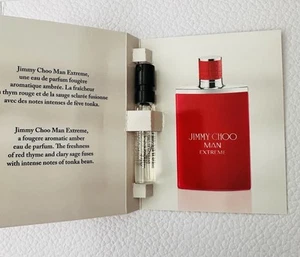 Jimmy Choo Man Extreme,
une eau de parfum fougère
aromatique ambrée. La fraîcheur
thym rouge et de la sauge sclarée fusionne
avec des notes intenses de fève tonka.
Jimmy Choo Man Extreme,
a fougere aromatic amber
eau de parfum. The freshness
of red thyme and clary sage fuses
with intense notes of tonka bean.
JIMMY CHOO
MAN
EXTREME